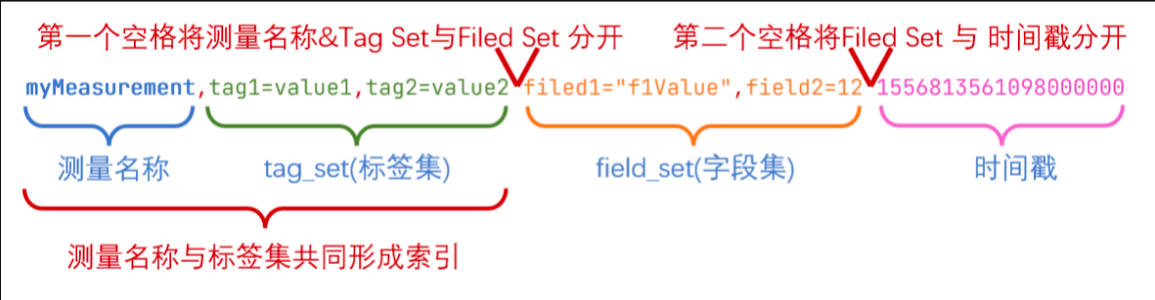 第一个空格将测量名称&Tag Set与Filed Set 分开 第二个空格将Filed Set 与 时间戳分开
myMeasurement,tag1=value1,tag2=value2 filed1="f1Value",field2=12 1556813561098000000
测量名称 tag_set(标签集) field_set(字段集) 时间戳
测量名称与标签集共同形成索引